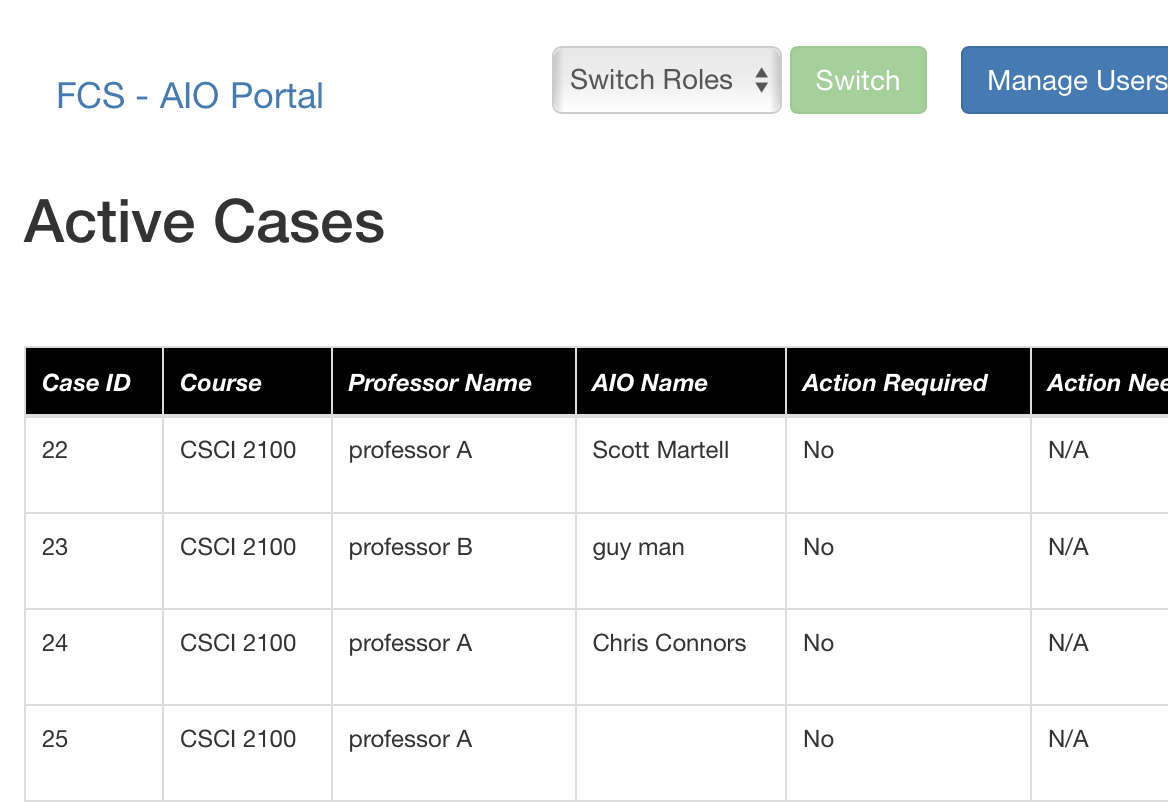 FCS - AIO Portal Switch Roles Switch Manage Users
Active Cases
Case ID Course Professor Name AIO Name Action Required Action Nee
22 CSCI 2100 professor A Scott Martell No N/A
23 CSCI 2100 professor B guy man No N/A
24 CSCI 2100 professor A Chris Connors No N/A
25 CSCI 2100 professor A No N/A